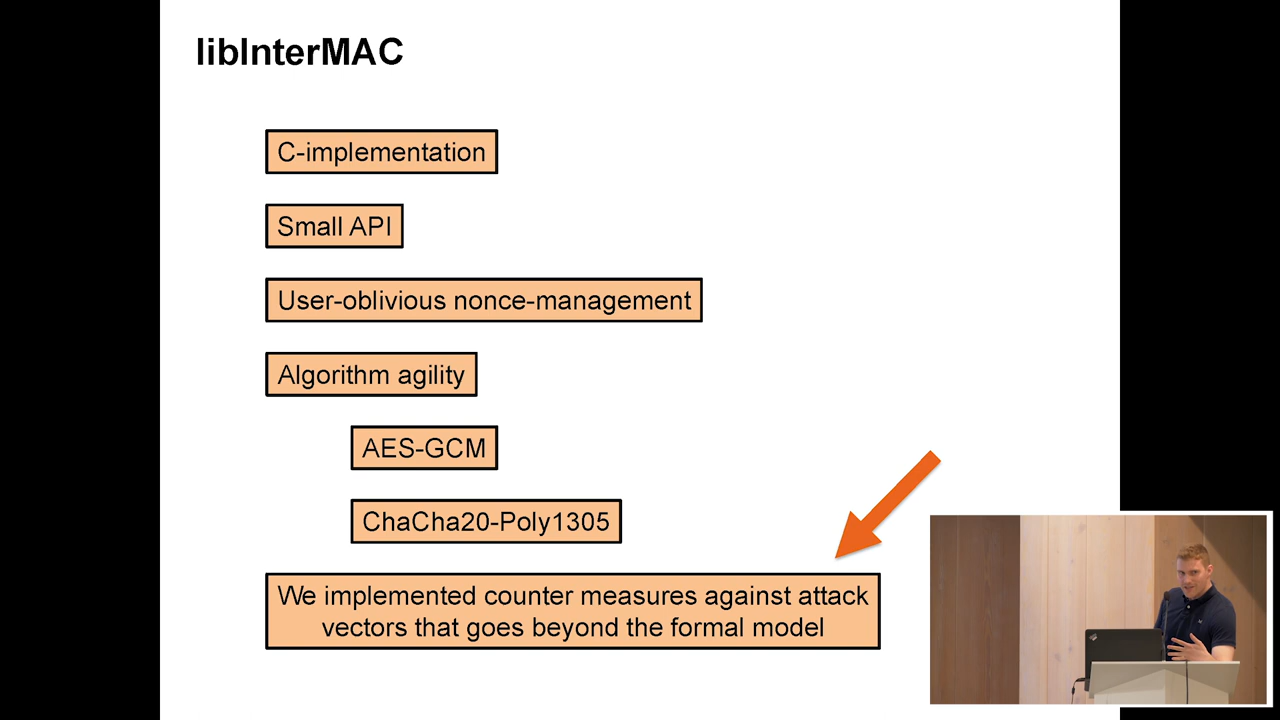 libInterMAC
C-implementation
Small API
User-oblivious nonce-management
Algorithm agility
AES-GCM
ChaCha20-Poly1305
We implemented counter measures against attack
vectors that goes beyond the formal model